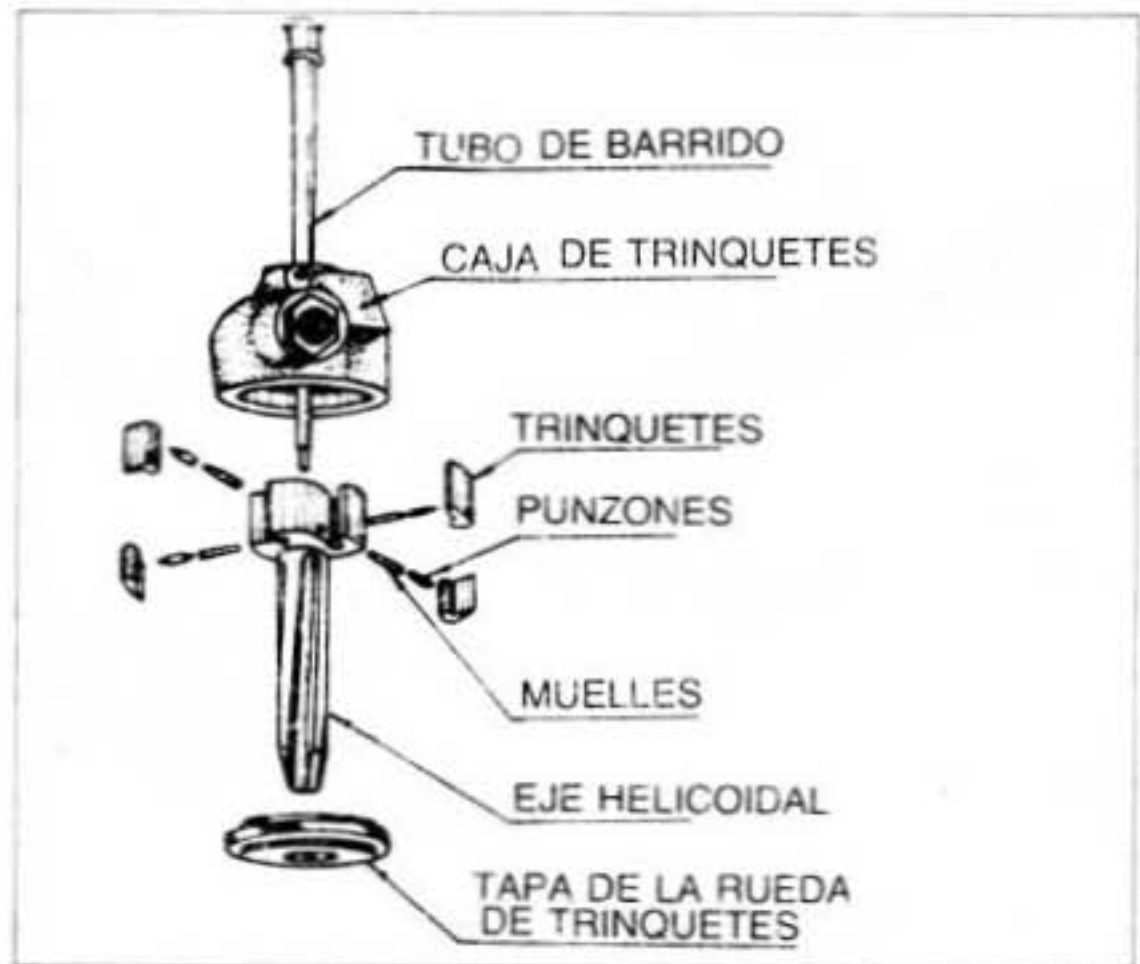 TUBO DE BARRIDO
CAJA DE TRINQUETES
TRINQUETES
PUNZONES
MUELLES
EJE HELICOIDAL
TAPA DE LA RUEDA
DE TRINQUETES